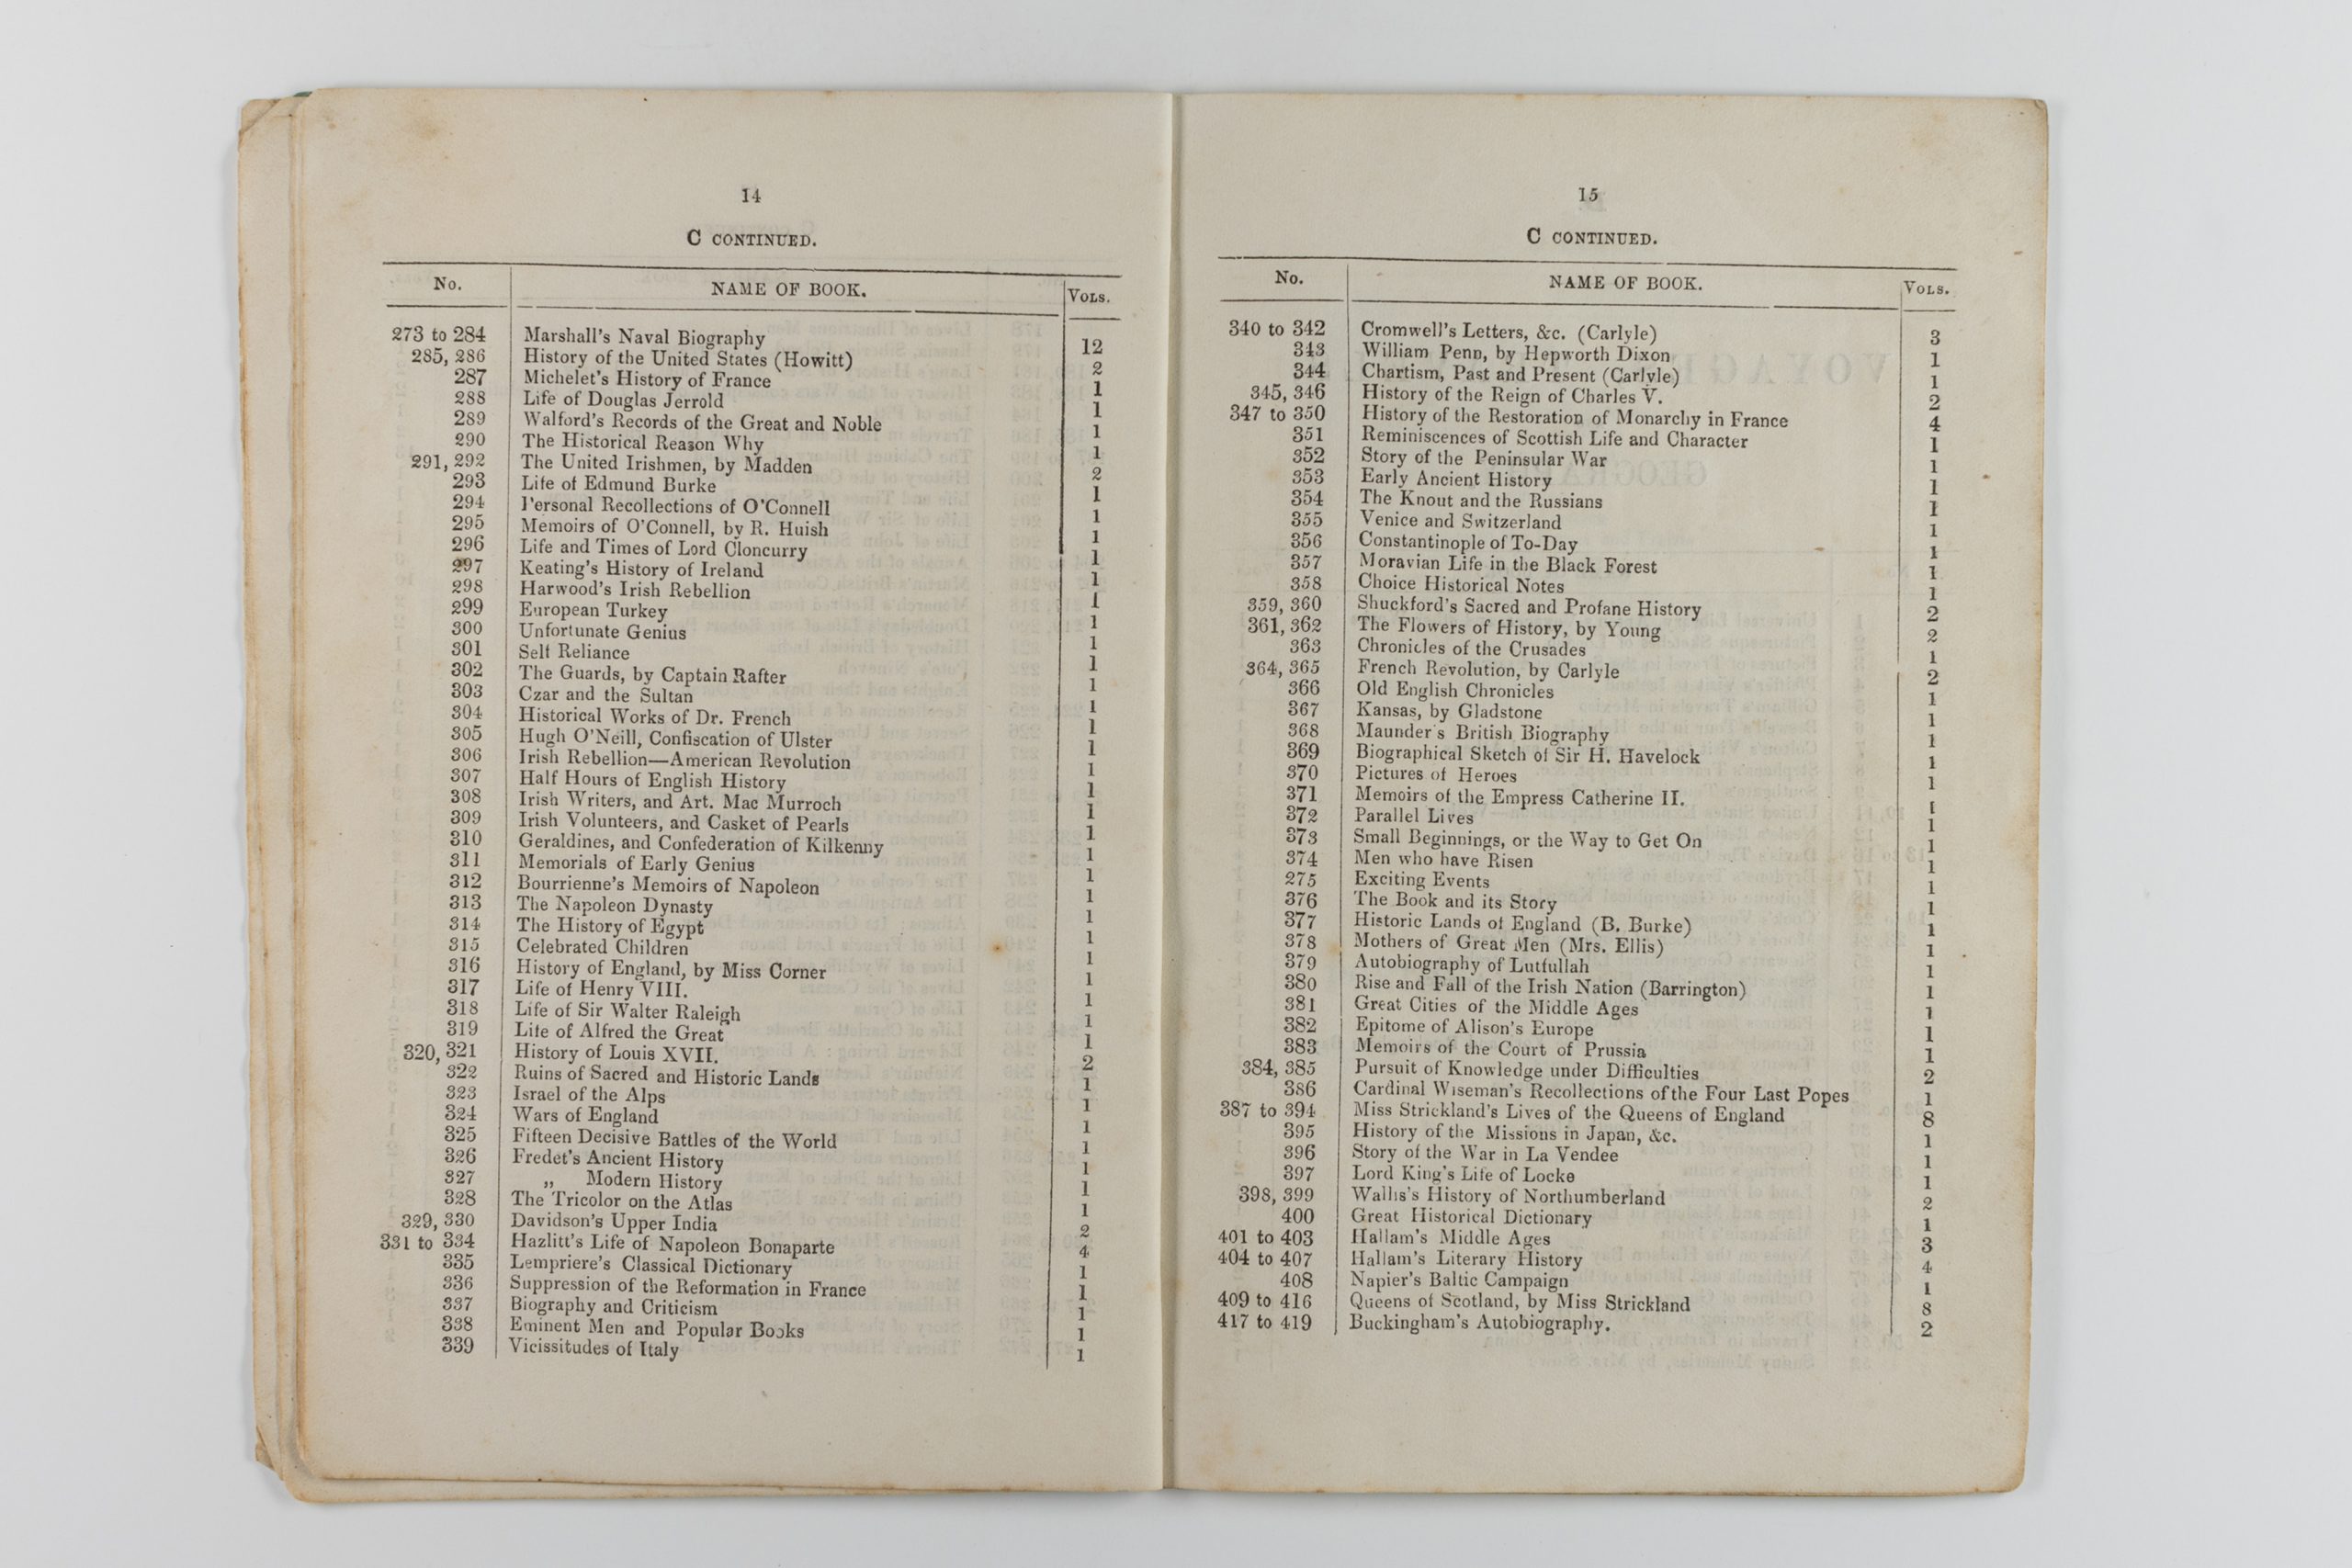 14
C CONTINUED.
No. NAME OF BOOK. VOLS.
273 to 284 Marshall's Naval Biography 12
285, 286 History of the United States (Howitt) 2
287 Michelet's History of France 1
288 Life of Douglas Jerrold 1
289 Walford's Records of the Great and Noble 1
290 The Historical Reason Why 1
291, 292 The United Irishmen, by Madden 2
293 Life of Edmund Burke 1
294 Personal Recollections of O'Connell 1
295 Memoirs of O'Connell, by R. Huish 1
296 Life and Times of Lord Cloncurry 1
297 Keating's History of Ireland 1
298 Harwood's Irish Rebellion 1
299 European Turkey 1
300 Unfortunate Genius 1
301 Self Reliance 1
302 The Guards, by Captain Rafter 1
303 Czar and the Sultan 1
304 Historical Works of Dr. French 1
305 Hugh O'Neill, Confiscation of Ulster 1
306 Irish Rebellion—American Revolution 1
307 Half Hours of English History 1
308 Irish Writers, and Art. Mac Murroch 1
309 Irish Volunteers, and Casket of Pearls 1
310 Geraldines, and Confederation of Kilkenny 1
311 Memorials of Early Genius 1
312 Bourrienne's Memoirs of Napoleon 1
313 The Napoleon Dynasty 1
314 The History of Egypt 1
315 Celebrated Children 1
316 History of England, by Miss Corner 1
317 Life of Henry VIII. 1
318 Life of Sir Walter Raleigh 1
319 Life of Alfred the Great 1
320, 321 History of Louis XVII. 2
322 Ruins of Sacred and Historic Lands 1
323 Israel of the Alps 1
324 Wars of England 1
325 Fifteen Decisive Battles of the World 1
326 Fredet's Ancient History 1
327 „ Modern History 1
328 The Tricolor on the Atlas 1
329, 330 Davidson's Upper India 2
331 to 334 Hazlitt's Life of Napoleon Bonaparte 4
335 Lempriere's Classical Dictionary 1
336 Suppression of the Reformation in France 1
337 Biography and Criticism 1
338 Eminent Men and Popular Books 1
339 Vicissitudes of Italy 1
15
C CONTINUED.
No. NAME OF BOOK. VOLS.
340 to 342 Cromwell's Letters, &c. (Carlyle) 3
343 William Penn, by Hepworth Dixon 1
344 Chartism, Past and Present (Carlyle) 1
345, 346 History of the Reign of Charles V. 2
347 to 350 History of the Restoration of Monarchy in France 4
351 Reminiscences of Scottish Life and Character 1
352 Story of the Peninsular War 1
353 Early Ancient History 1
354 The Knout and the Russians 1
355 Venice and Switzerland 1
356 Constantinople of To-Day 1
357 Moravian Life in the Black Forest 1
358 Choice Historical Notes 1
359, 360 Shuckford's Sacred and Profane History 2
361, 362 The Flowers of History, by Young 2
363 Chronicles of the Crusades 1
364, 365 French Revolution, by Carlyle 2
366 Old English Chronicles 1
367 Kansas, by Gladstone 1
368 Maunder's British Biography 1
369 Biographical Sketch of Sir H. Havelock 1
370 Pictures of Heroes 1
371 Memoirs of the Empress Catherine II. 1
372 Parallel Lives 1
373 Small Beginnings, or the Way to Get On 1
374 Men who have Risen 1
275 Exciting Events 1
376 The Book and its Story 1
377 Historic Lands of England (B. Burke) 1
378 Mothers of Great Men (Mrs. Ellis) 1
379 Autobiography of Lutfullah 1
380 Rise and Fall of the Irish Nation (Barrington) 1
381 Great Cities of the Middle Ages 1
382 Epitome of Alison's Europe 1
383 Memoirs of the Court of Prussia 1
384, 385 Pursuit of Knowledge under Difficulties 2
386 Cardinal Wiseman's Recollections of the Four Last Popes 1
387 to 394 Miss Strickland's Lives of the Queens of England 8
395 History of the Missions in Japan, &c. 1
396 Story of the War in La Vendee 1
397 Lord King's Life of Locke 1
398, 399 Wallis's History of Northumberland 2
400 Great Historical Dictionary 1
401 to 403 Hallam's Middle Ages 3
404 to 407 Hallam's Literary History 4
408 Napier's Baltic Campaign 1
409 to 416 Queens of Scotland, by Miss Strickland 8
417 to 419 Buckingham's Autobiography. 2